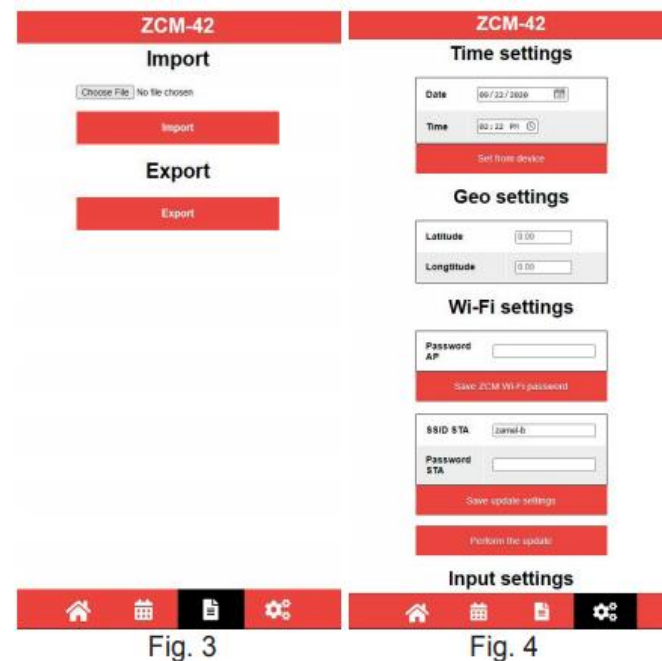 ZCM-42
Import
Choose File No file chosen
Import
Export
Export
Fig. 3
ZCM-42
Time settings
Date 09/22/2020
Time 02:22 PM
Set from device
Geo settings
Latitude 0.00
Longtitude 0.00
Wi-Fi settings
Password
AP
Save ZCM Wi-Fi password
SSID STA zamel-b
Password
STA
Save update settings
Perform the update
Input settings
Fig. 4